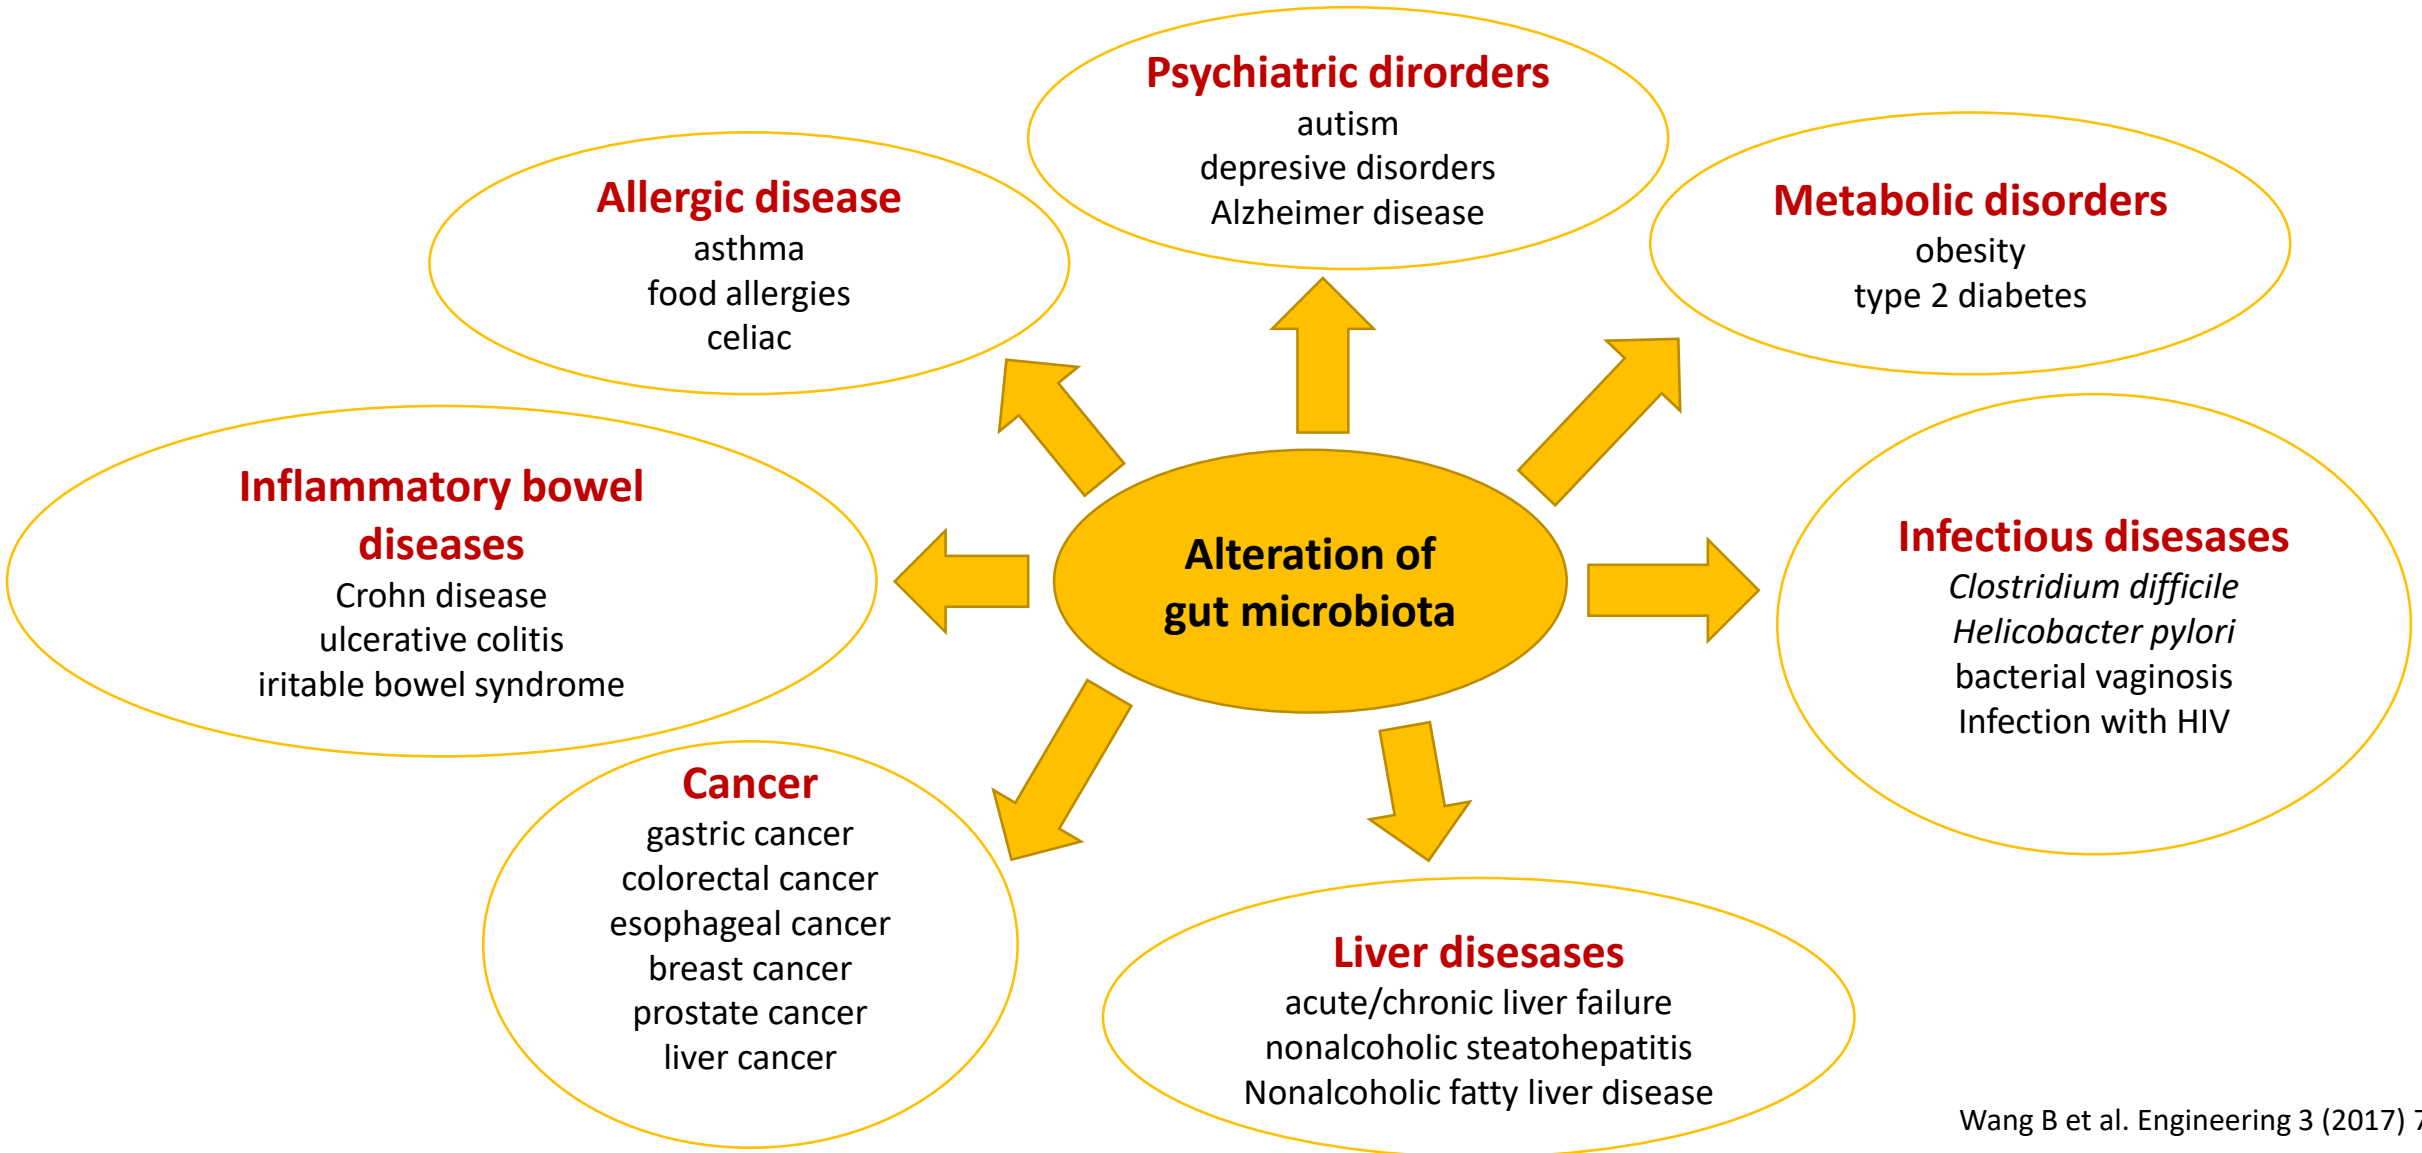 Psychiatric dirorders
autism
depresive disorders
Alzheimer disease
Allergic disease
asthma
food allergies
celiac
Metabolic disorders
obesity
type 2 diabetes
Inflammatory bowel
diseases
Crohn disease
ulcerative colitis
iritable bowel syndrome
Alteration of
gut microbiota
Infectious disesases
Clostridium difficile
Helicobacter pylori
bacterial vaginosis
Infection with HIV
Cancer
gastric cancer
colorectal cancer
esophageal cancer
breast cancer
prostate cancer
liver cancer
Liver disesases
acute/chronic liver failure
nonalcoholic steatohepatitis
Nonalcoholic fatty liver disease
Wang B et al. Engineering 3 (2017) 7